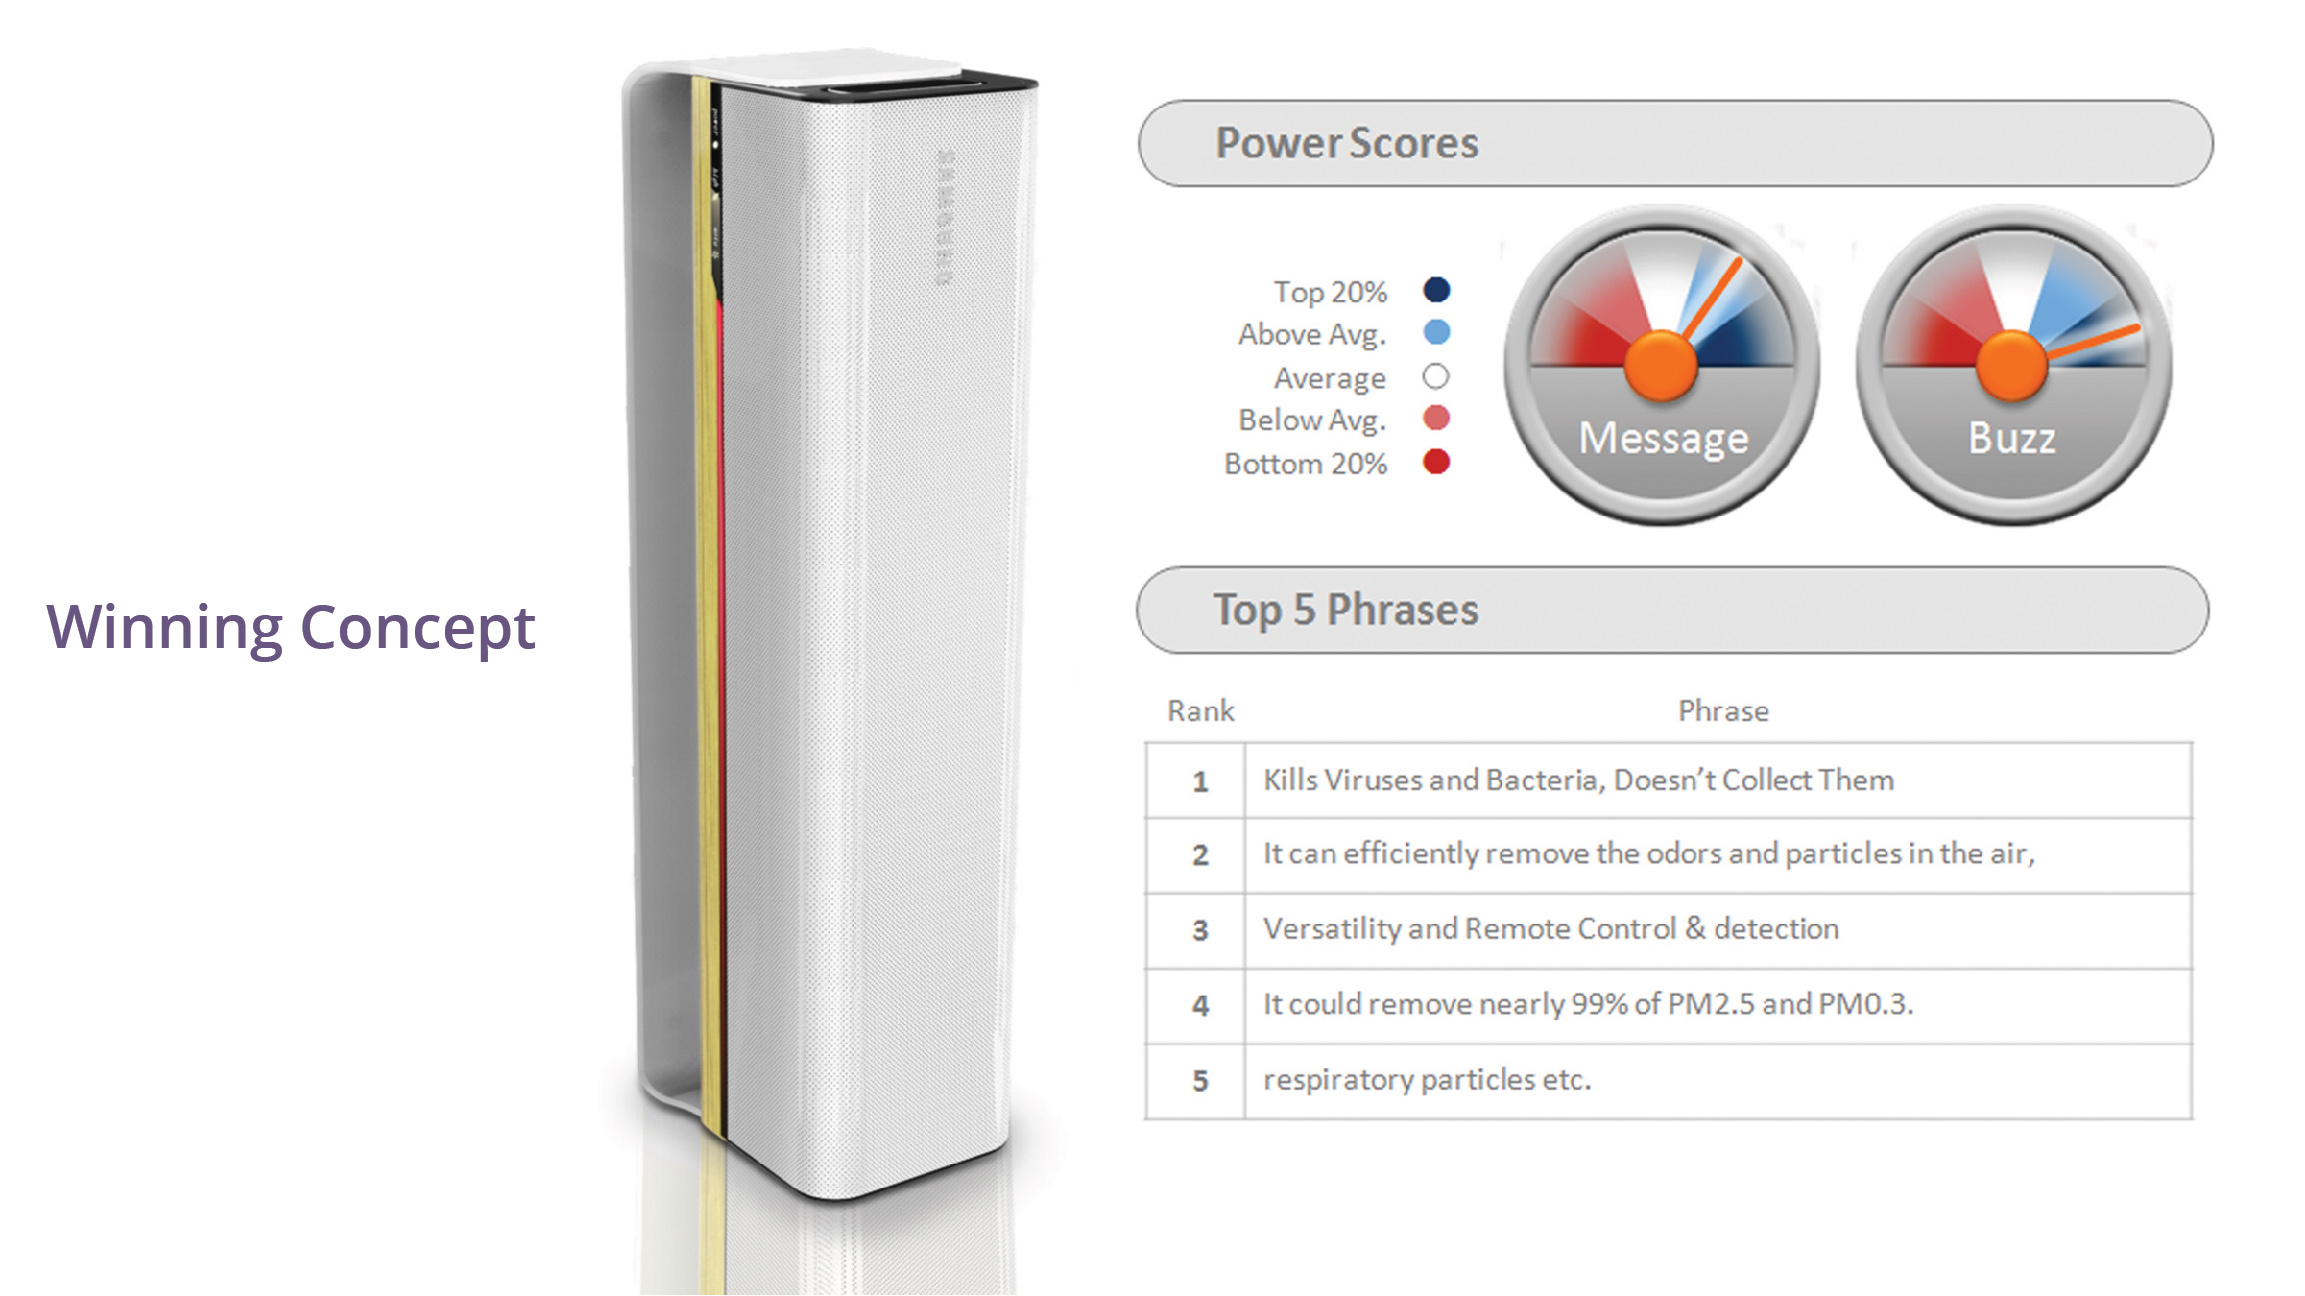 Winning Concept
SAMSUNG
power
high
Power Scores
Top 20%
Above Avg.
Average
Below Avg.
Bottom 20%
Message
Buzz
Top 5 Phrases
Rank Phrase
1 Kills Viruses and Bacteria, Doesn’t Collect Them
2 It can efficiently remove the odors and particles in the air,
3 Versatility and Remote Control & detection
4 It could remove nearly 99% of PM2.5 and PM0.3.
5 respiratory particles etc.